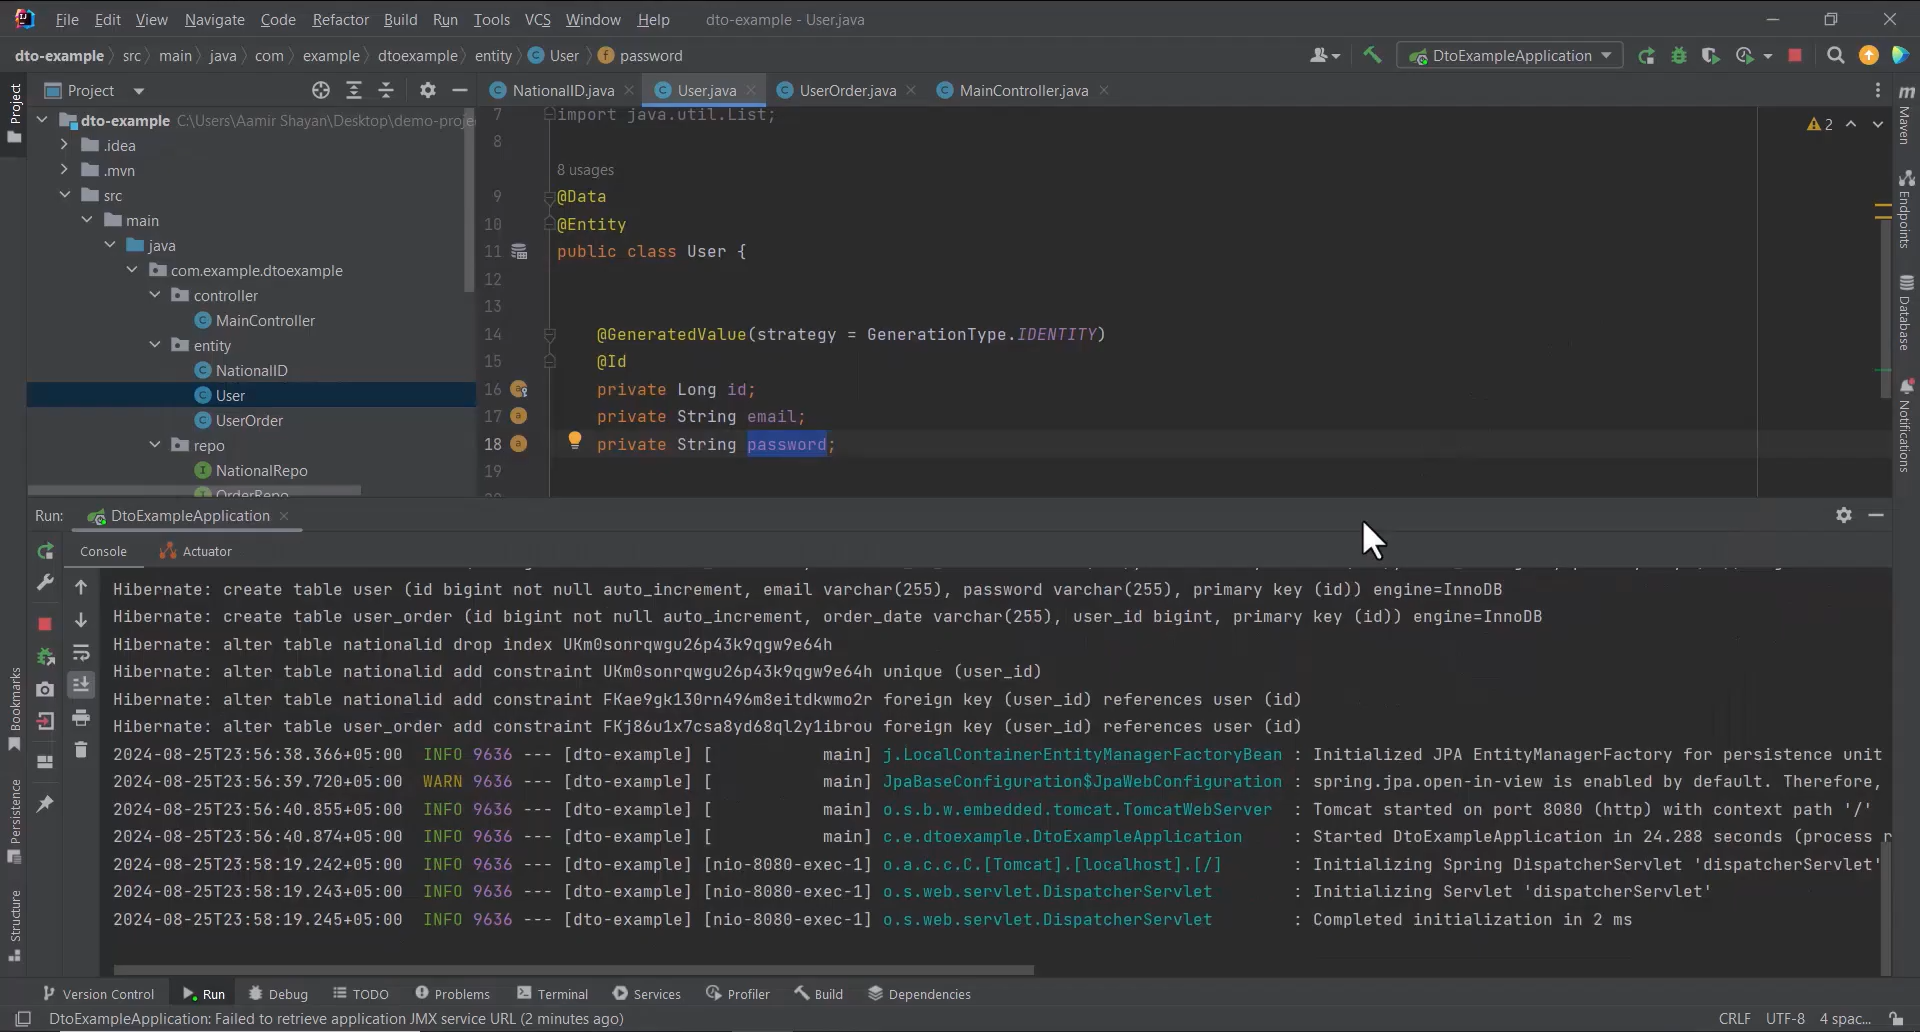 File Edit View Navigate Code Refactor Build Run Tools VCS Window Help dto-example - User.java
dto-example src main java com example dtoexample entity User password
DtoExampleApplication
Project
NationalID.java User.java UserOrder.java MainController.java
dto-example C:\Users\Aamir Shayan\Desktop\demo-proje
.idea
.mvn
src
main
java
com.example.dtoexample
controller
MainController
entity
NationalID
User
UserOrder
repo
NationalRepo
OrderRepo
7 import java.util.List;
8
8 usages
9 @Data
10 @Entity
11 public class User {
12
13
14 @GeneratedValue(strategy = GenerationType.IDENTITY)
15 @Id
16 private Long id;
17 private String email;
18 private String password;
19
2
Project
Bookmarks
Persistence
Structure
Maven
Endpoints
Database
Notifications
Run: DtoExampleApplication
Console Actuator
Hibernate: create table user (id bigint not null auto_increment, email varchar(255), password varchar(255), primary key (id)) engine=InnoDB
Hibernate: create table user_order (id bigint not null auto_increment, order_date varchar(255), user_id bigint, primary key (id)) engine=InnoDB
Hibernate: alter table nationalid drop index UKm0sonrqwgu26p43k9qgw9e64h
Hibernate: alter table nationalid add constraint UKm0sonrqwgu26p43k9qgw9e64h unique (user_id)
Hibernate: alter table nationalid add constraint FKae9gk130rn496m8eitdkwmo2r foreign key (user_id) references user (id)
Hibernate: alter table user_order add constraint FKj86u1x7csa8yd68ql2y1ibrou foreign key (user_id) references user (id)
2024-08-25T23:56:38.366+05:00 INFO 9636 --- [dto-example] [ main] j.LocalContainerEntityManagerFactoryBean : Initialized JPA EntityManagerFactory for persistence unit
2024-08-25T23:56:39.720+05:00 WARN 9636 --- [dto-example] [ main] JpaBaseConfiguration$JpaWebConfiguration : spring.jpa.open-in-view is enabled by default. Therefore,
2024-08-25T23:56:40.855+05:00 INFO 9636 --- [dto-example] [ main] o.s.b.w.embedded.tomcat.TomcatWebServer : Tomcat started on port 8080 (http) with context path '/'
2024-08-25T23:56:40.874+05:00 INFO 9636 --- [dto-example] [ main] c.e.dtoexample.DtoExampleApplication : Started DtoExampleApplication in 24.288 seconds (process r
2024-08-25T23:58:19.242+05:00 INFO 9636 --- [dto-example] [nio-8080-exec-1] o.a.c.c.C.[Tomcat].[localhost].[/] : Initializing Spring DispatcherServlet 'dispatcherServlet'
2024-08-25T23:58:19.243+05:00 INFO 9636 --- [dto-example] [nio-8080-exec-1] o.s.web.servlet.DispatcherServlet : Initializing Servlet 'dispatcherServlet'
2024-08-25T23:58:19.245+05:00 INFO 9636 --- [dto-example] [nio-8080-exec-1] o.s.web.servlet.DispatcherServlet : Completed initialization in 2 ms
Version Control Run Debug TODO Problems Terminal Services Profiler Build Dependencies
DtoExampleApplication: Failed to retrieve application JMX service URL (2 minutes ago) CRLF UTF-8 4 spac...